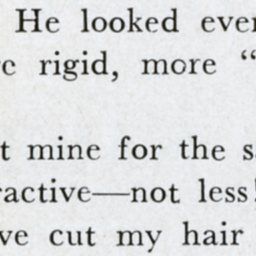 He looked ever
e rigid, more “
t mine for the s
ractive—not less!
ve cut my hair